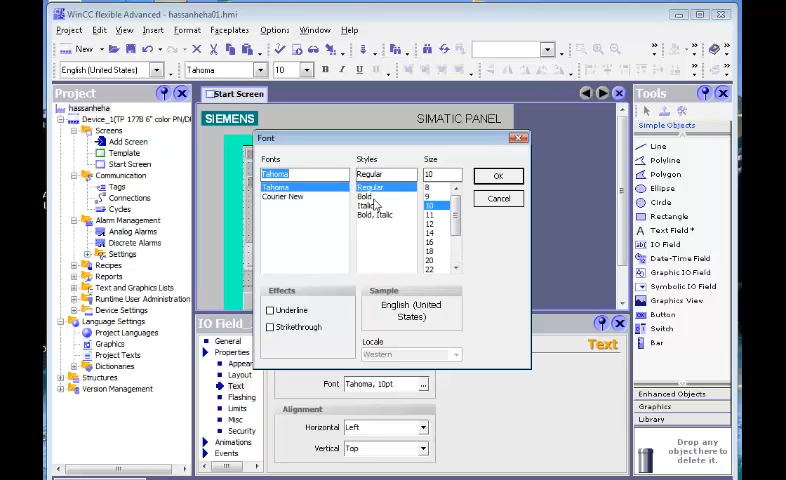 WinCC flexible Advanced - hassanheha01.hmi
Project Edit View Insert Format Faceplates Options Window Help
New
English (United States) Tahoma 10 B I U
Project
hassanheha
Device_1(TP 177B 6" color PN/D
Screens
Add Screen
Template
Start Screen
Communication
Tags
Connections
Cycles
Alarm Management
Analog Alarms
Discrete Alarms
Settings
Recipes
Reports
Text and Graphics Lists
Runtime User Administration
Device Settings
Language Settings
Project Languages
Graphics
Project Texts
Dictionaries
Structures
Version Management
Start Screen
SIEMENS
SIMATIC PANEL
Font
Fonts
Tahoma
Tahoma
Courier New
Styles
Regular
Regular
Bold
Italic
Bold, Italic
Size
10
8
9
10
11
12
14
16
18
20
22
OK
Cancel
Effects
Underline
Strikethrough
Sample
English (United
States)
Locale
Western
IO Field_
General
Properties
Appear
Layout
Text
Flashing
Limits
Misc
Security
Animations
Events
Text
Font Tahoma, 10pt ...
Alignment
Horizontal Left
Vertical Top
Tools
Simple Objects
Line
Polyline
Polygon
Ellipse
Circle
Rectangle
Text Field *
IO Field
Date-Time Field
Graphic IO Field
Symbolic IO Field
Graphics View
Button
Switch
Bar
Enhanced Objects
Graphics
Library
Drop any
object here to
delete it.